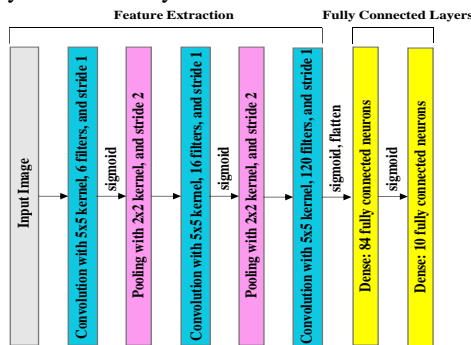 Feature Extraction
Fully Connected Layers
Input Image
Convolution with 5x5 kernel, 6 filters, and stride 1
sigmoid
Pooling with 2x2 kernel, and stride 2
Convolution with 5x5 kernel, 16 filters, and stride 1
sigmoid
Pooling with 2x2 kernel, and stride 2
Convolution with 5x5 kernel, 120 filters, and stride 1
sigmoid, flatten
Dense: 84 fully connected neurons
sigmoid
Dense: 10 fully connected neurons